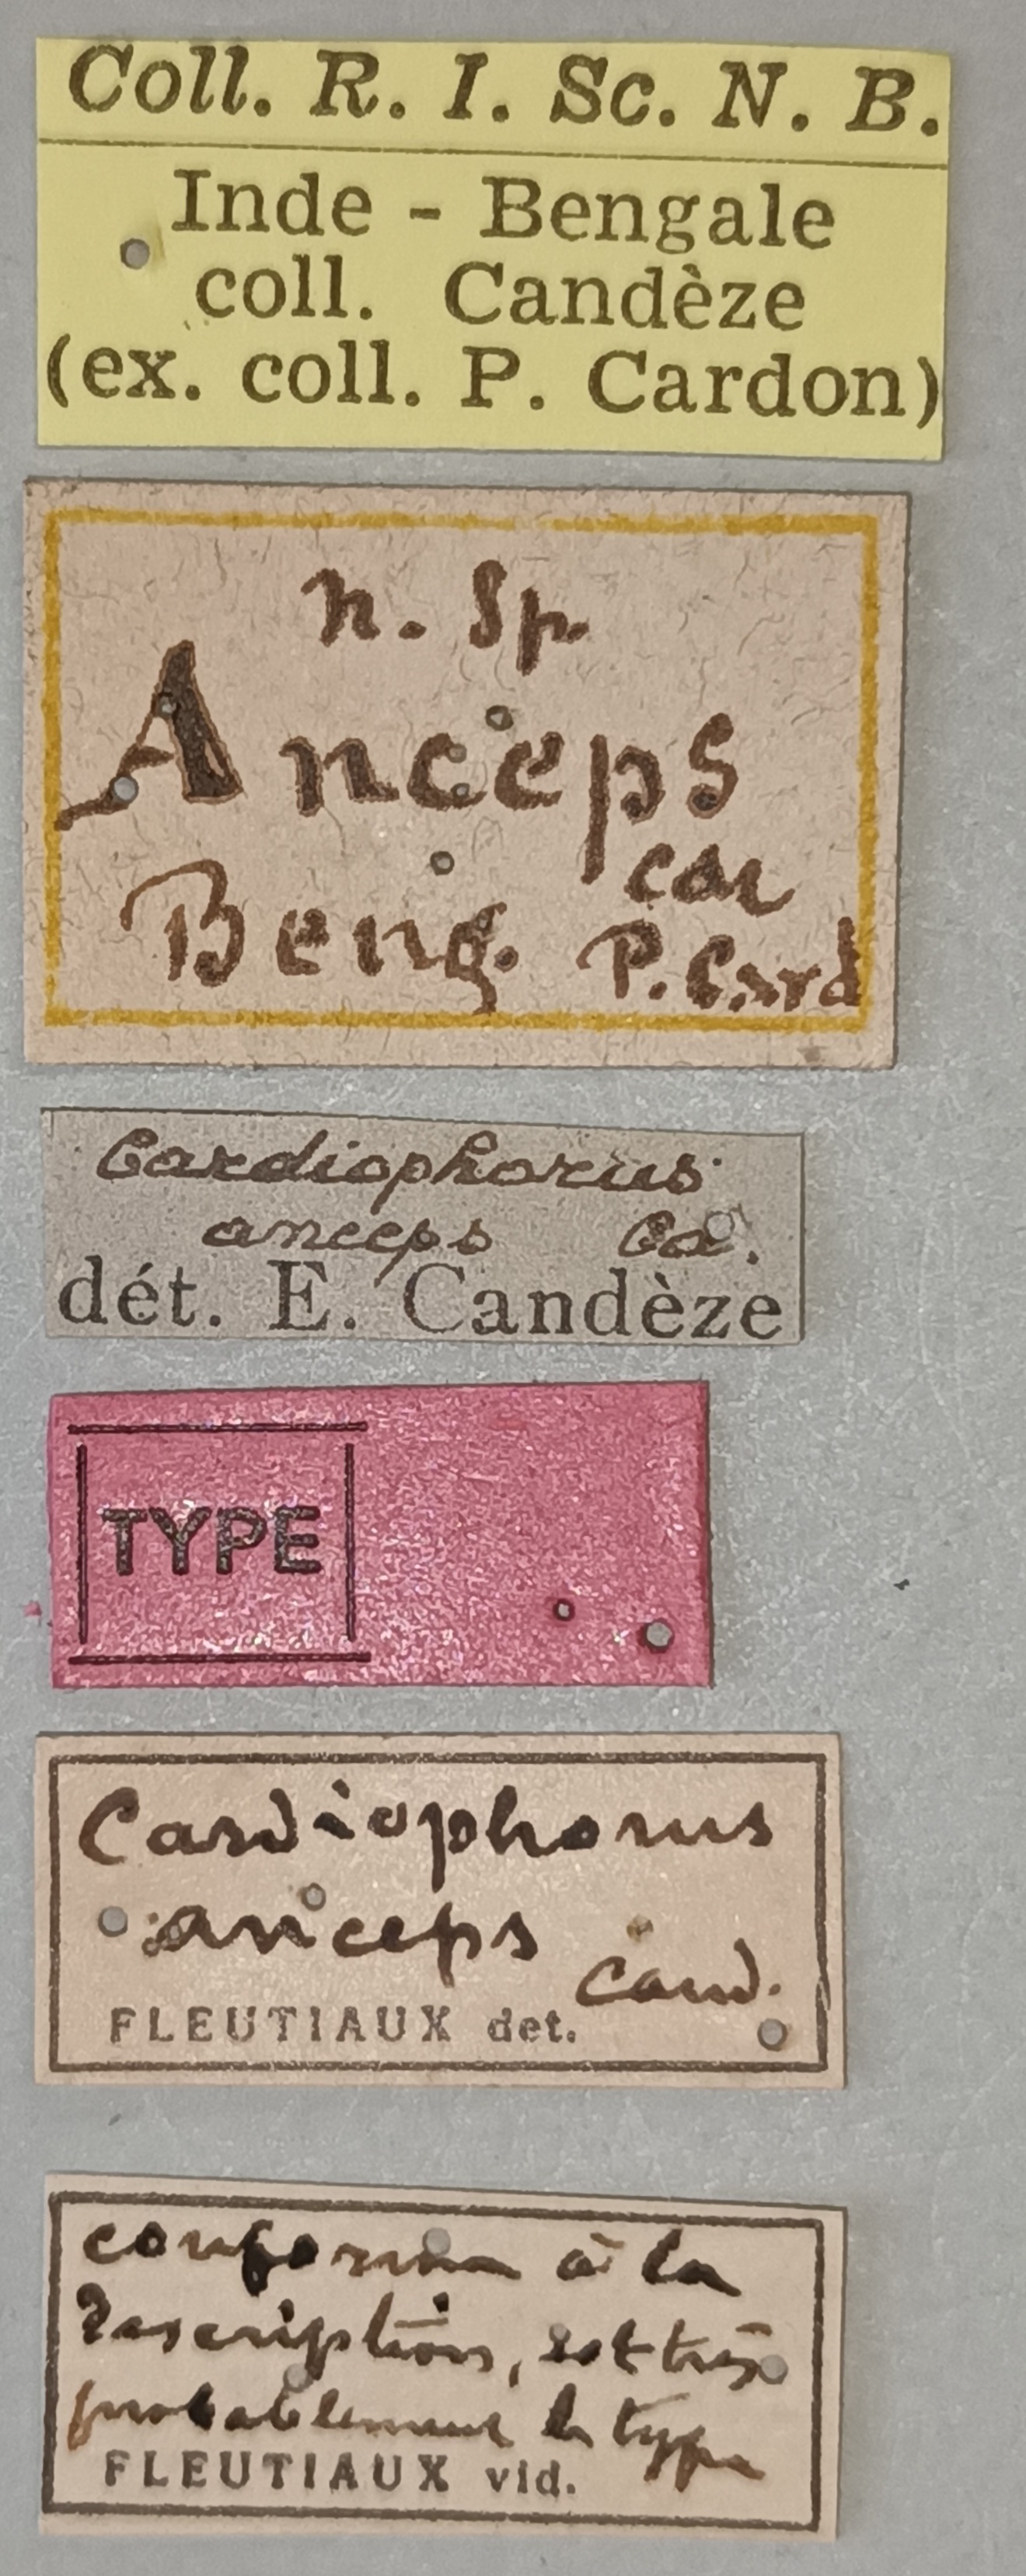 Coll. R. I. Sc. N. B.
Inde - Bengale
coll. Candèze
(ex. coll. P. Cardon)
n. Sp.
Anceps
Beng. P. Card
Cardiophorus
anceps Ca.
dét. E. Candèze
TYPE
Cardiophorus
anceps Cand.
FLEUTIAUX det.
conforme à la
description, est très
probablement le type
FLEUTIAUX vid.